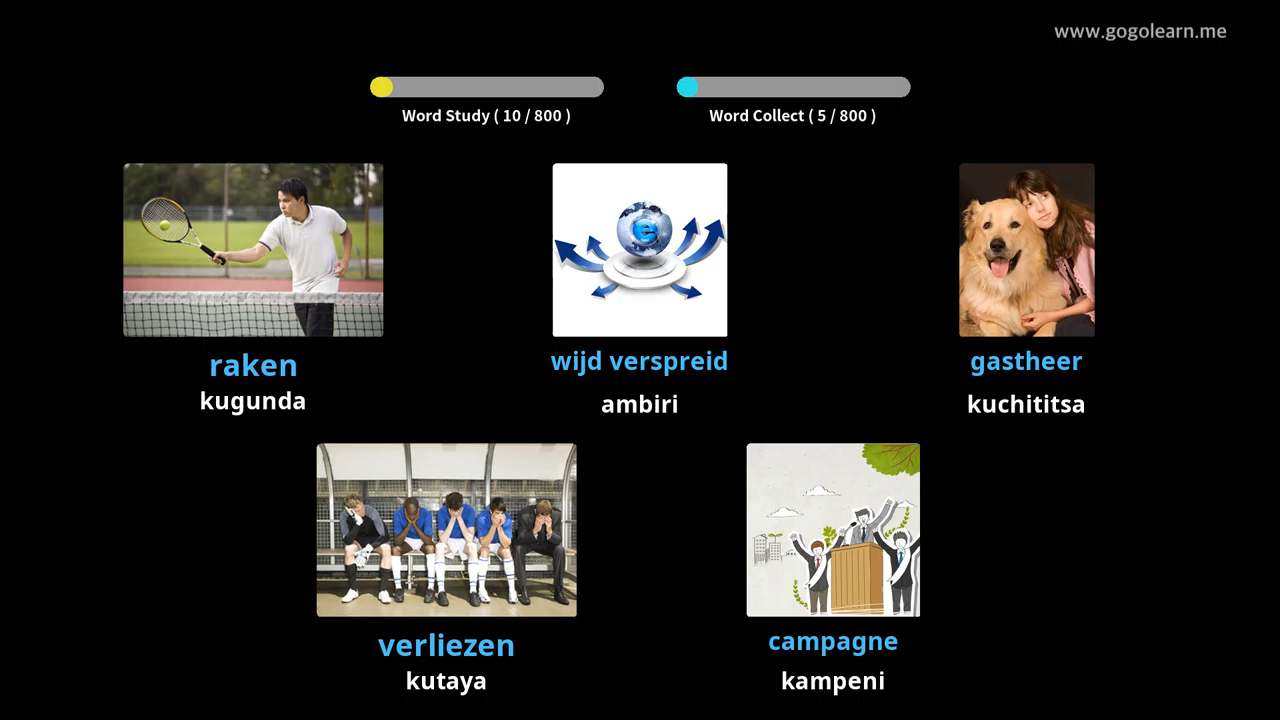 www.gogolearn.me
Word Study ( 10 / 800 )
Word Collect ( 5 / 800 )
raken
kugunda
wijd verspreid
ambiri
gastheer
kuchititsa
verliezen
kutaya
campagne
kampeni